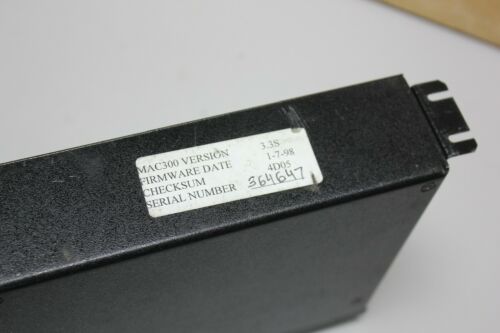 MAC300 VERSION 3.3S
FIRMWARE DATE 1-7-98
CHECKSUM 4D05
SERIAL NUMBER 364647